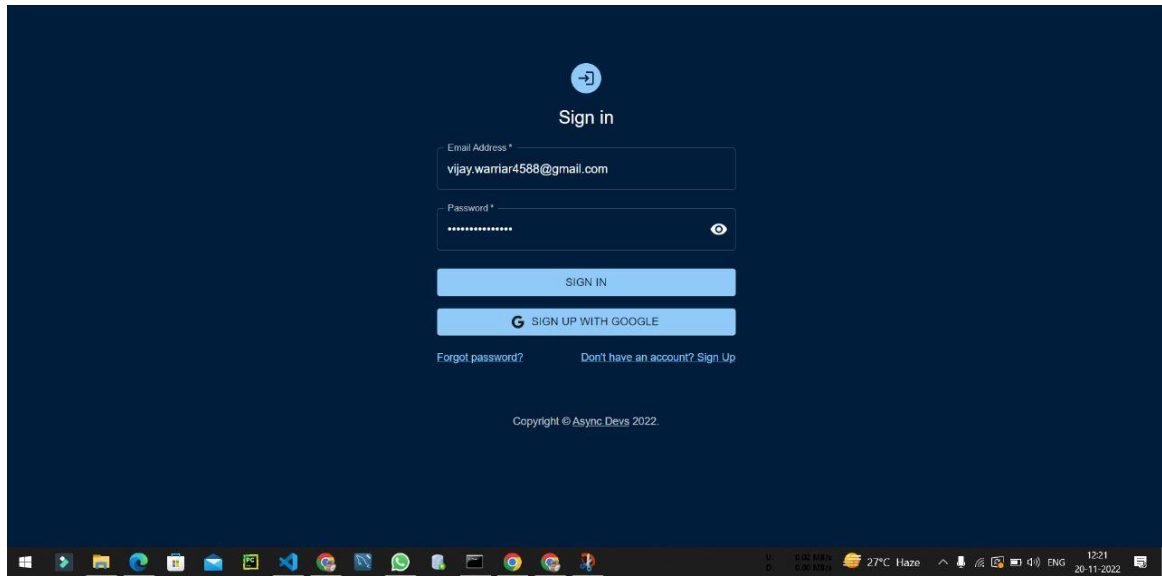 Sign in
Email Address *
vijay.warriar4588@gmail.com
Password *
•••••••••••••••
SIGN IN
G SIGN UP WITH GOOGLE
Forgot password? Don't have an account? Sign Up
Copyright © Async Devs 2022.
27°C Haze ENG 12:21
20-11-2022